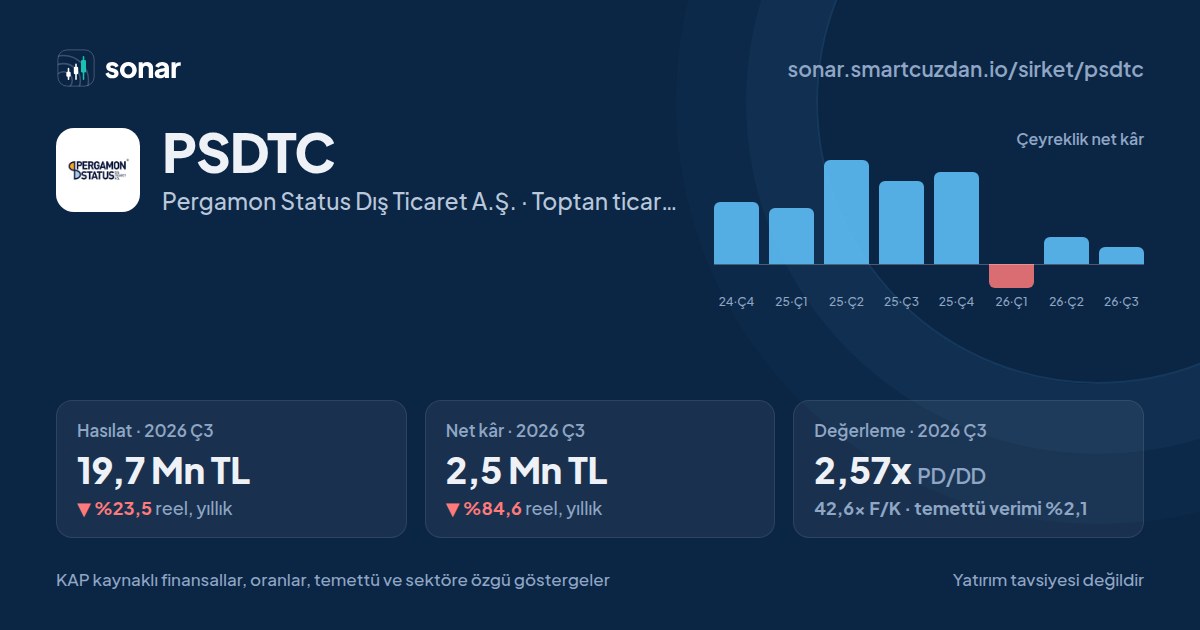 sonar
sonar.smartcuzdan.io/sirket/psdtc
PERGAMON
STATUS
PSDTC
Pergamon Status Dış Ticaret A.Ş. · Toptan ticar...
Çeyreklik net kâr
24·Ç4 25·Ç1 25·Ç2 25·Ç3 25·Ç4 26·Ç1 26·Ç2 26·Ç3
Hasılat · 2026 Ç3
19,7 Mn TL
▼ %23,5 reel, yıllık
Net kâr · 2026 Ç3
2,5 Mn TL
▼ %84,6 reel, yıllık
Değerleme · 2026 Ç3
2,57x PD/DD
42,6x F/K · temettü verimi %2,1
KAP kaynaklı finansallar, oranlar, temettü ve sektöre özgü göstergeler
Yatırım tavsiyesi değildir